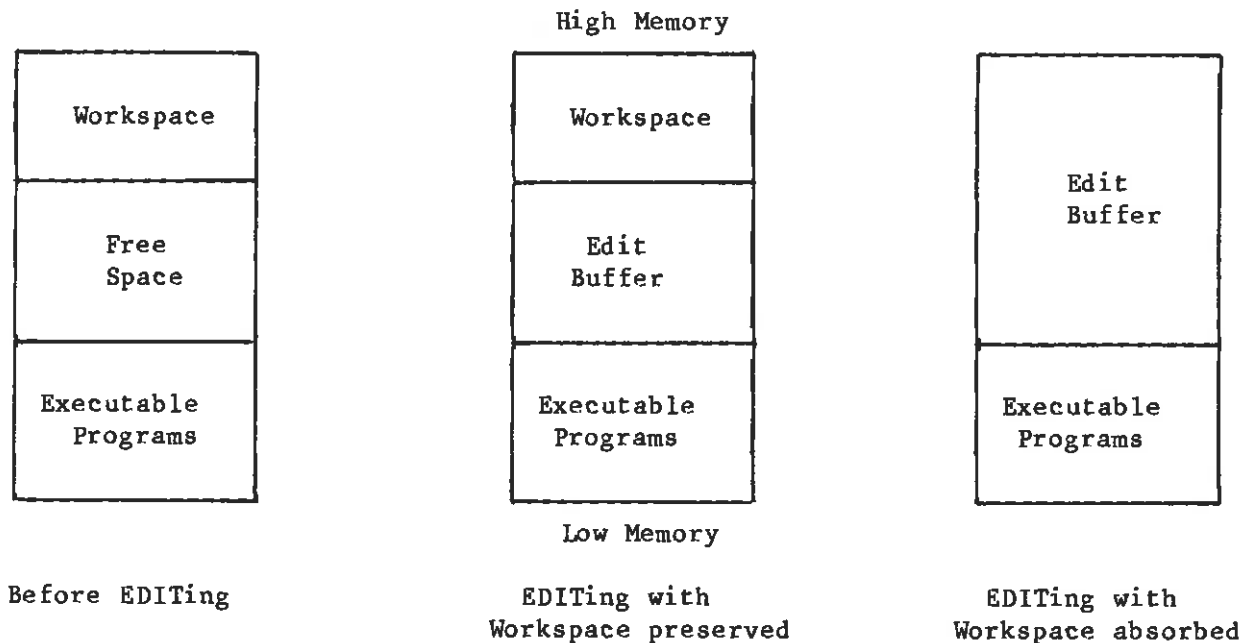 High Memory
Workspace
Free
Space
Executable
Programs
Before EDITing
Workspace
Edit
Buffer
Executable
Programs
Low Memory
EDITing with
Workspace preserved
Edit
Buffer
Executable
Programs
EDITing with
Workspace absorbed